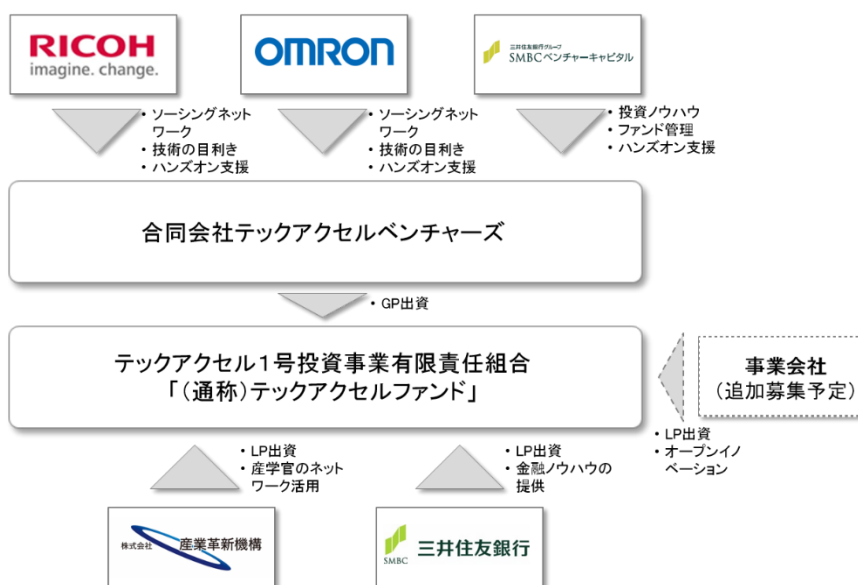 RICOH
imagine. change.
OMRON
三井住友銀行グループ
SMBCベンチャーキャピタル
・ソーシングネット
ワーク
・技術の目利き
・ハンズオン支援
・ソーシングネット
ワーク
・技術の目利き
・ハンズオン支援
・投資ノウハウ
・ファンド管理
・ハンズオン支援
合同会社テックアクセルベンチャーズ
・GP出資
テックアクセル1号投資事業有限責任組合
「(通称)テックアクセルファンド」
事業会社
(追加募集予定)
・LP出資
・オープンイノ
ベーション
・LP出資
・産学官のネット
ワーク活用
・LP出資
・金融ノウハウの
提供
株式会社 産業革新機構
SMBC 三井住友銀行